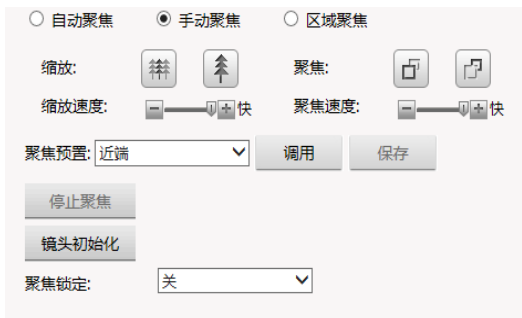 自动聚焦 手动聚焦 区域聚焦
缩放: 聚焦:
缩放速度: 快 聚焦速度: 快
聚焦预置: 近端 调用 保存
停止聚焦
镜头初始化
聚焦锁定: 关